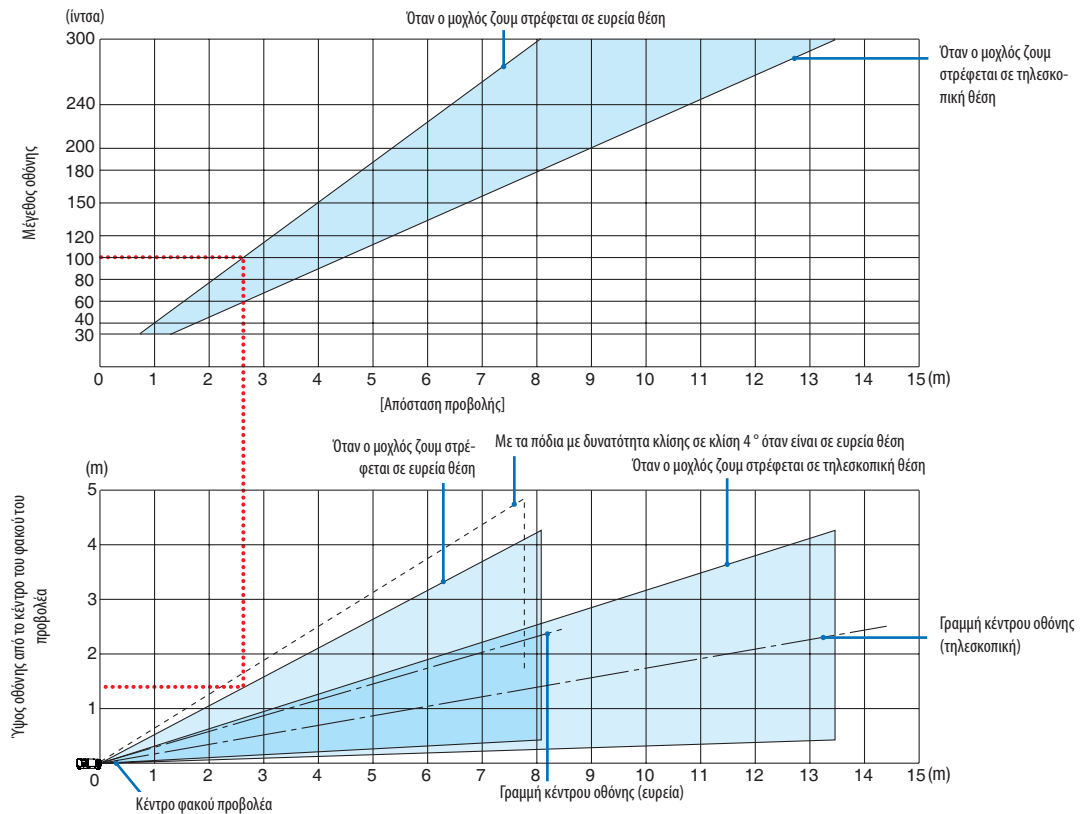 (ίντσα)
Όταν ο μοχλός ζουμ στρέφεται σε ευρεία θέση
Όταν ο μοχλός ζουμ
στρέφεται σε τηλεσκο-
πική θέση
Μέγεθος οθόνης
300
240
200
180
150
120
100
80
60
40
30
0 1 2 3 4 5 6 7 8 9 10 11 12 13 14 15 (m)
[Απόσταση προβολής]
Όταν ο μοχλός ζουμ στρέ-
φεται σε ευρεία θέση
Με τα πόδια με δυνατότητα κλίσης σε κλίση 4 ° όταν είναι σε ευρεία θέση
Όταν ο μοχλός ζουμ στρέφεται σε τηλεσκοπική θέση
(m)
Ύψος οθόνης από το κέντρο του φακού του
προβολέα
5
4
3
2
1
Γραμμή κέντρου οθόνης
(τηλεσκοπική)
0 1 2 3 4 5 6 7 8 9 10 11 12 13 14 15 (m)
Κέντρο φακού προβολέα
Γραμμή κέντρου οθόνης (ευρεία)